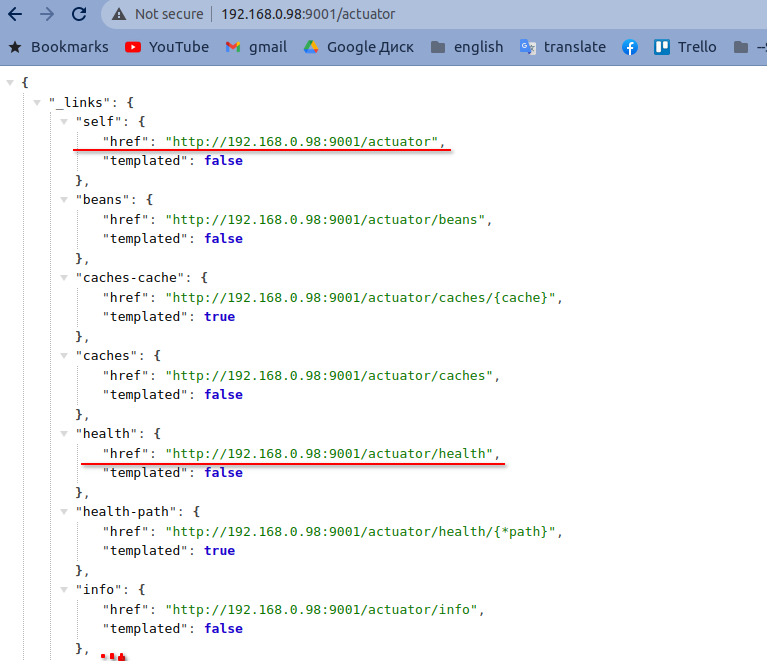 Not secure | 192.168.0.98:9001/actuator
Bookmarks YouTube gmail Google Диск english translate Trello
{
"_links": {
"self": {
"href": "http://192.168.0.98:9001/actuator",
"templated": false
},
"beans": {
"href": "http://192.168.0.98:9001/actuator/beans",
"templated": false
},
"caches-cache": {
"href": "http://192.168.0.98:9001/actuator/caches/{cache}",
"templated": true
},
"caches": {
"href": "http://192.168.0.98:9001/actuator/caches",
"templated": false
},
"health": {
"href": "http://192.168.0.98:9001/actuator/health",
"templated": false
},
"health-path": {
"href": "http://192.168.0.98:9001/actuator/health/{*path}",
"templated": true
},
"info": {
"href": "http://192.168.0.98:9001/actuator/info",
"templated": false
},